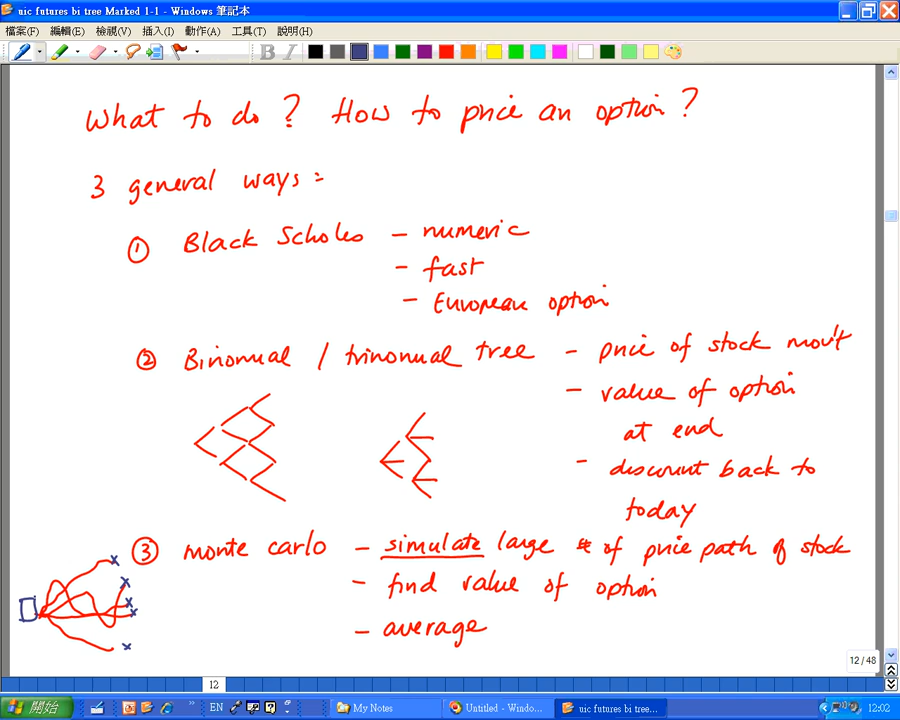 uic futures bi tree Marked 1-1 - Windows 筆記本
檔案(F) 編輯(E) 檢視(V) 插入(I) 動作(A) 工具(T) 說明(H)
B I
What to do? How to price an option?
3 general ways:
① Black Scholes - numeric
- fast
- European option
② Binomial / trinomial tree - price of stock mov't
- value of option
at end
- discount back to
today
③ monte carlo - simulate large # of price path of stock
- find value of option
- average
12/48
12
開始 EN My Notes Untitled - Windo... uic futures bi tree... 12:02